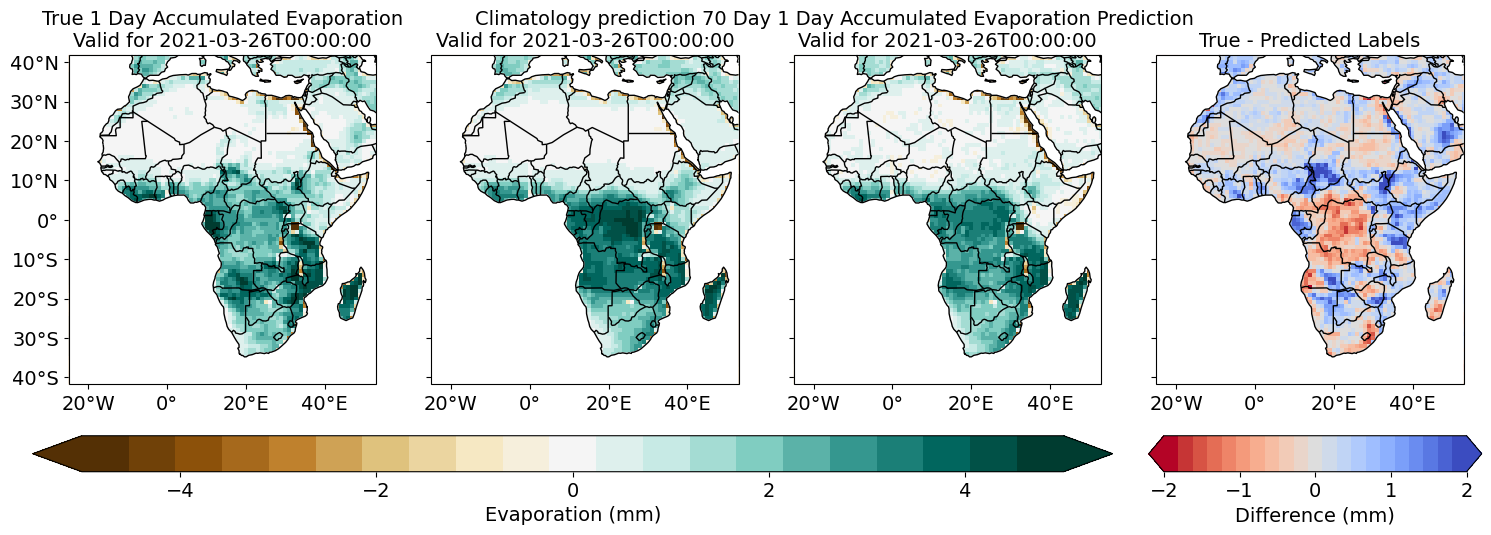 True 1 Day Accumulated Evaporation
Valid for 2021-03-26T00:00:00
Climatology prediction 70 Day 1 Day Accumulated Evaporation Prediction
Valid for 2021-03-26T00:00:00
Valid for 2021-03-26T00:00:00
True - Predicted Labels
40°N
30°N
20°N
10°N
0°
10°S
20°S
30°S
40°S
20°W 0° 20°E 40°E
20°W 0° 20°E 40°E
20°W 0° 20°E 40°E
20°W 0° 20°E 40°E
−4 −2 0 2 4
Evaporation (mm)
−2 −1 0 1 2
Difference (mm)